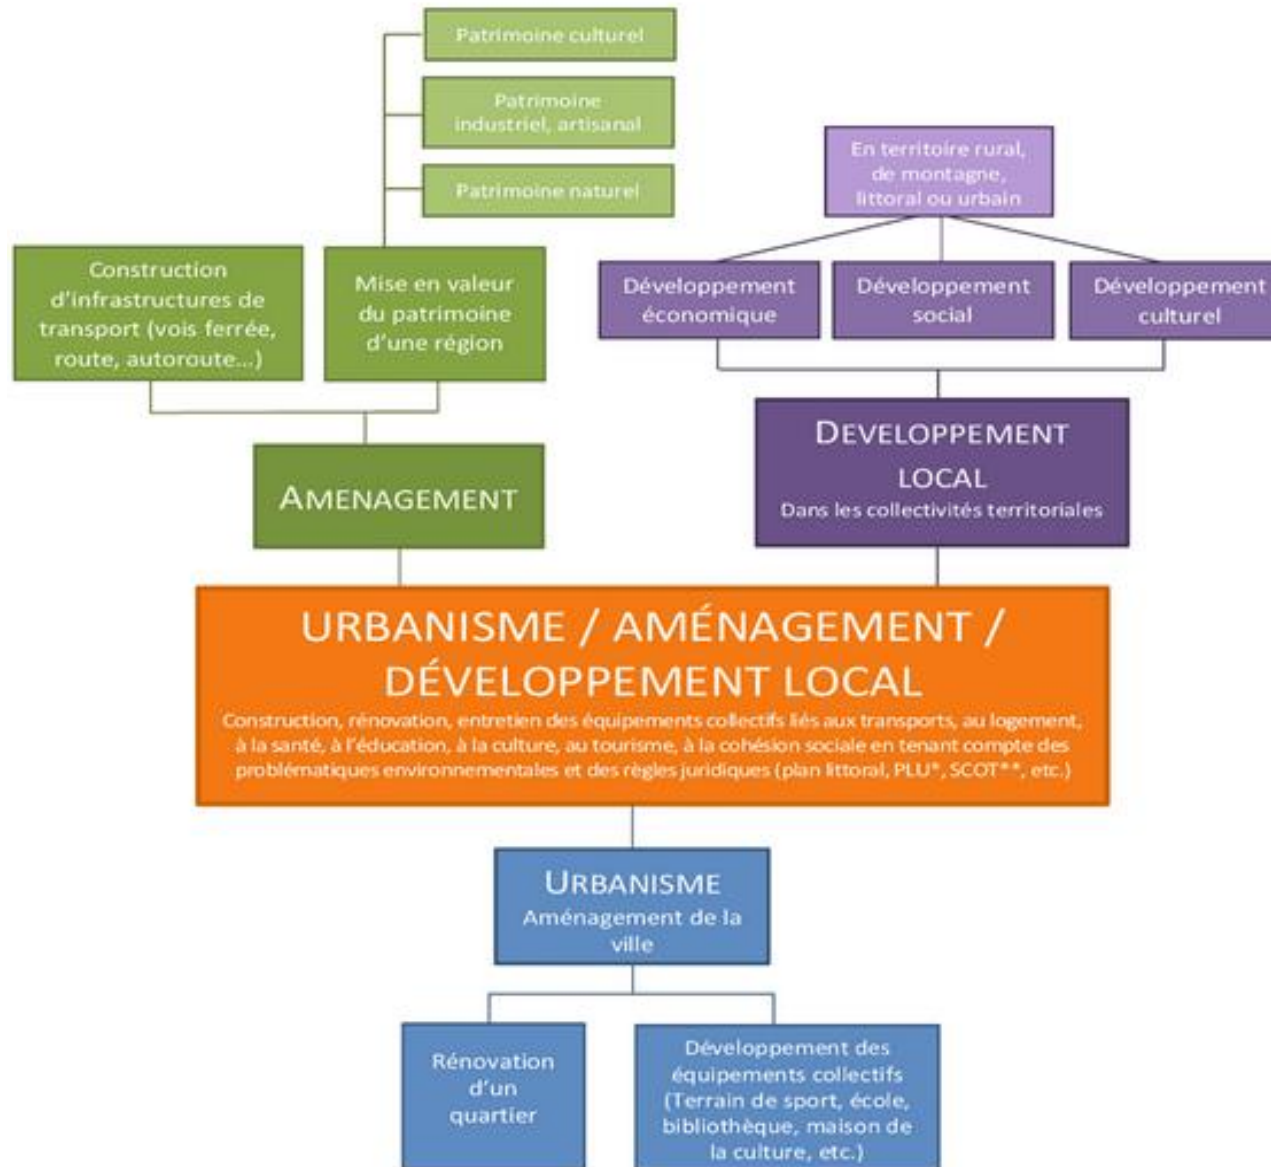 Patrimoine culturel
Patrimoine
industriel, artisanal
Patrimoine naturel
En territoire rural,
de montagne,
littoral ou urbain
Construction
d'infrastructures de
transport (vois ferrée,
route, autoroute...)
Mise en valeur
du patrimoine
d'une région
Développement
économique
Développement
social
Développement
culturel
AMENAGEMENT
DEVELOPPEMENT
LOCAL
Dans les collectivités territoriales
URBANISME / AMÉNAGEMENT /
DÉVELOPPEMENT LOCAL
Construction, rénovation, entretien des équipements collectifs liés aux transports, au logement,
à la santé, à l'éducation, à la culture, au tourisme, à la cohésion sociale en tenant compte des
problématiques environnementales et des règles juridiques (plan littoral, PLU*, SCOT**, etc.)
URBANISME
Aménagement de la
ville
Rénovation
d'un
quartier
Développement des
équipements collectifs
(Terrain de sport, école,
bibliothèque, maison de
la culture, etc.)